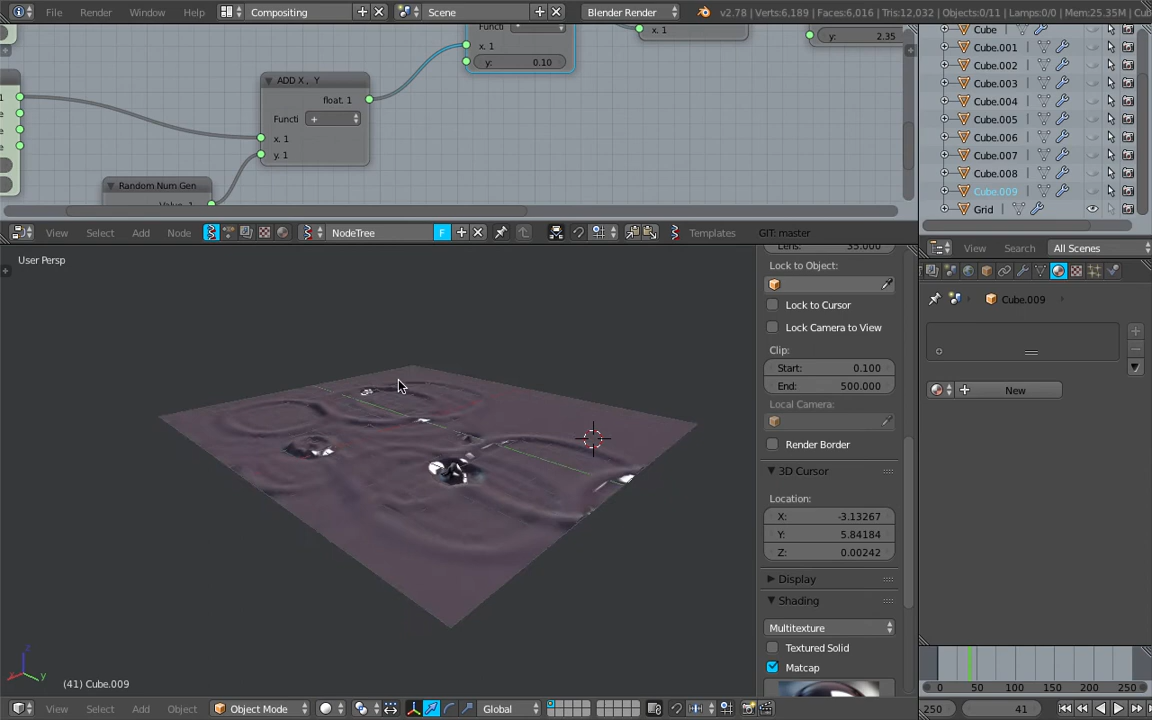 File Render Window Help Compositing Scene Blender Render v2.78 | Verts:6,189 | Faces:6,016 | Tris:12,032 | Objects:0/11 | Lamps:0/0 | Mem:25.35M | Cub
Functi
x. 1
y: 0.10
x. 1
y: 2.35
ADD X , Y
float. 1
Functi +
x. 1
y. 1
Random Num Gen
Value. 1
Cube
Cube.001
Cube.002
Cube.003
Cube.004
Cube.005
Cube.006
Cube.007
Cube.008
Cube.009
Grid
View Select Add Node NodeTree F Templates GIT: master
View Search All Scenes
User Persp
Lens: 35.000
Lock to Object:
Lock to Cursor
Lock Camera to View
Clip:
Start: 0.100
End: 500.000
Local Camera:
Render Border
3D Cursor
Location:
X: -3.13267
Y: 5.84184
Z: 0.00242
Display
Shading
Multitexture
Textured Solid
Matcap
Cube.009
New
z
x
y
(41) Cube.009
0 50 100 150 200 250
View Select Add Object Object Mode Global
250 41